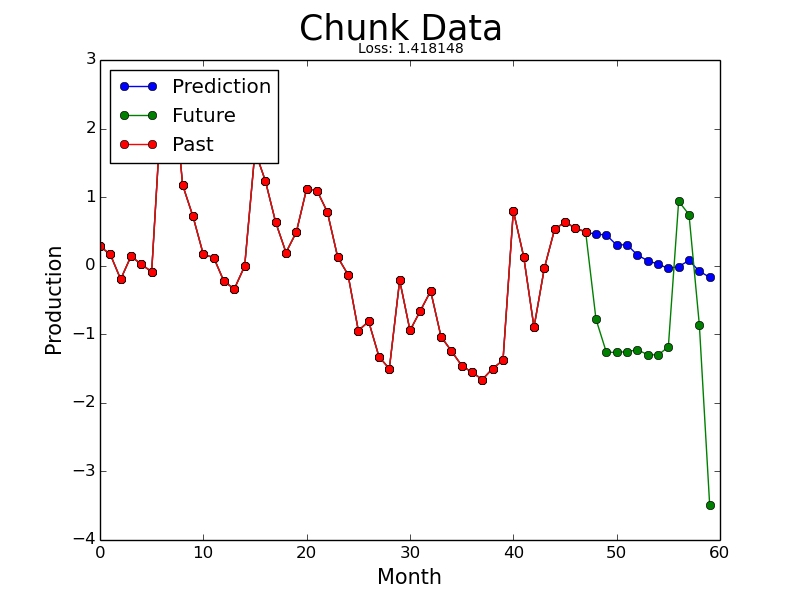 Chunk Data
Loss: 1.418148
3
2
1
0
−1
−2
−3
−4
Production
Prediction
Future
Past
0 10 20 30 40 50 60
Month